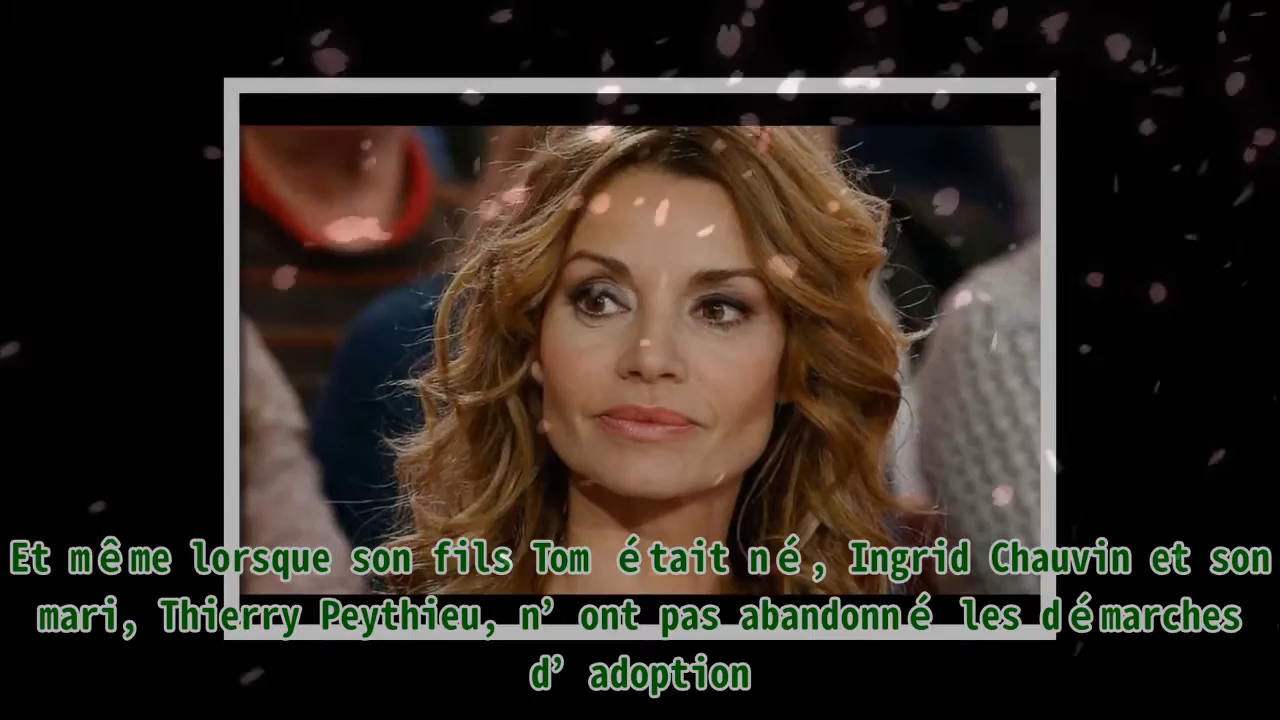 Et même lorsque son fils Tom était né, Ingrid Chauvin et son
mari, Thierry Peythieu, n’ ont pas abandonné les démarches
d’ adoption